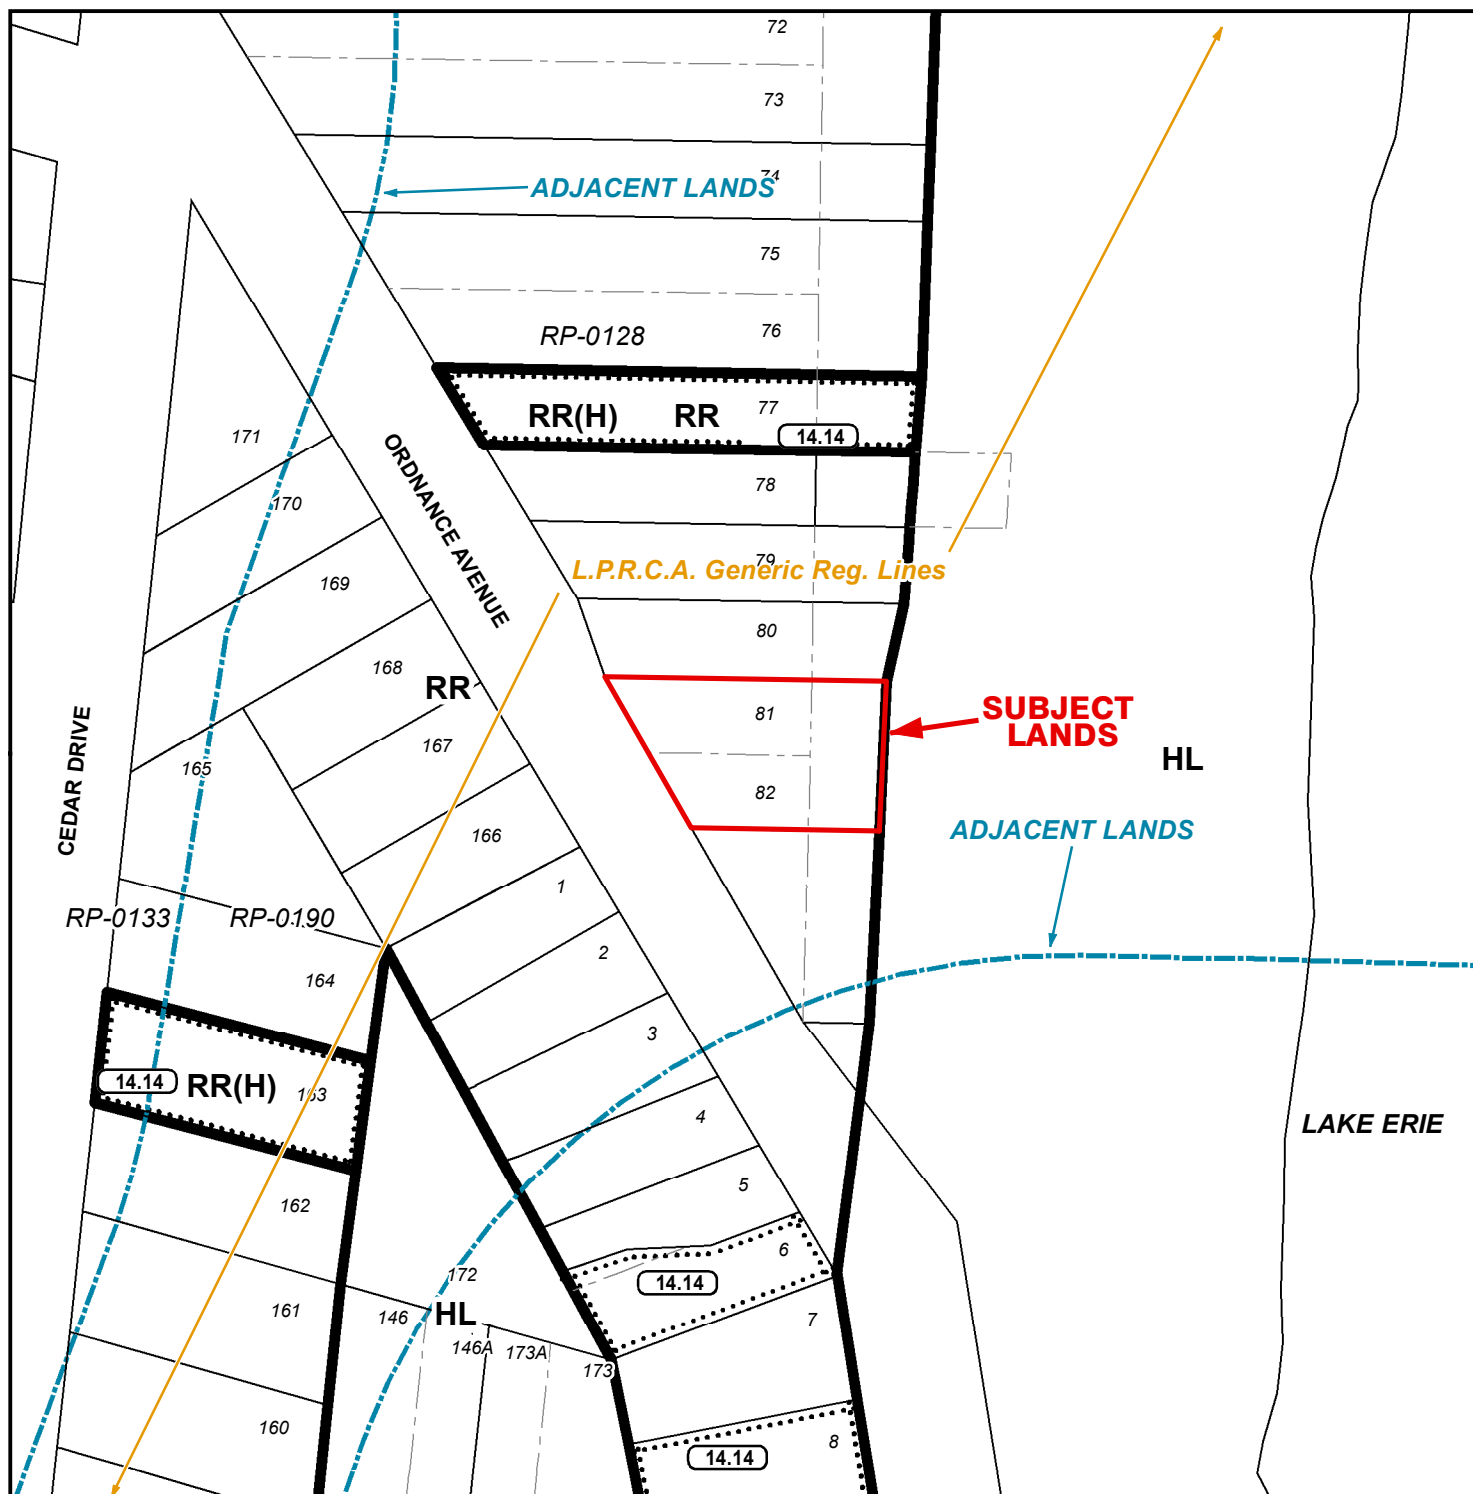 72
73
74
ADJACENT LANDS
75
76
RP-0128
77
RR(H)
RR
14.14
171
ORDNANCE AVENUE
170
78
79
L.P.R.C.A. Generic Reg. Lines
169
80
168
RR
81
SUBJECT
LANDS
167
HL
165
82
CEDAR DRIVE
166
ADJACENT LANDS
1
RP-0133
RP-0190
2
164
3
14.14
RR(H)
163
4
LAKE ERIE
5
162
6
172
14.14
161
146
HL
7
146A
173A
173
160
8
14.14